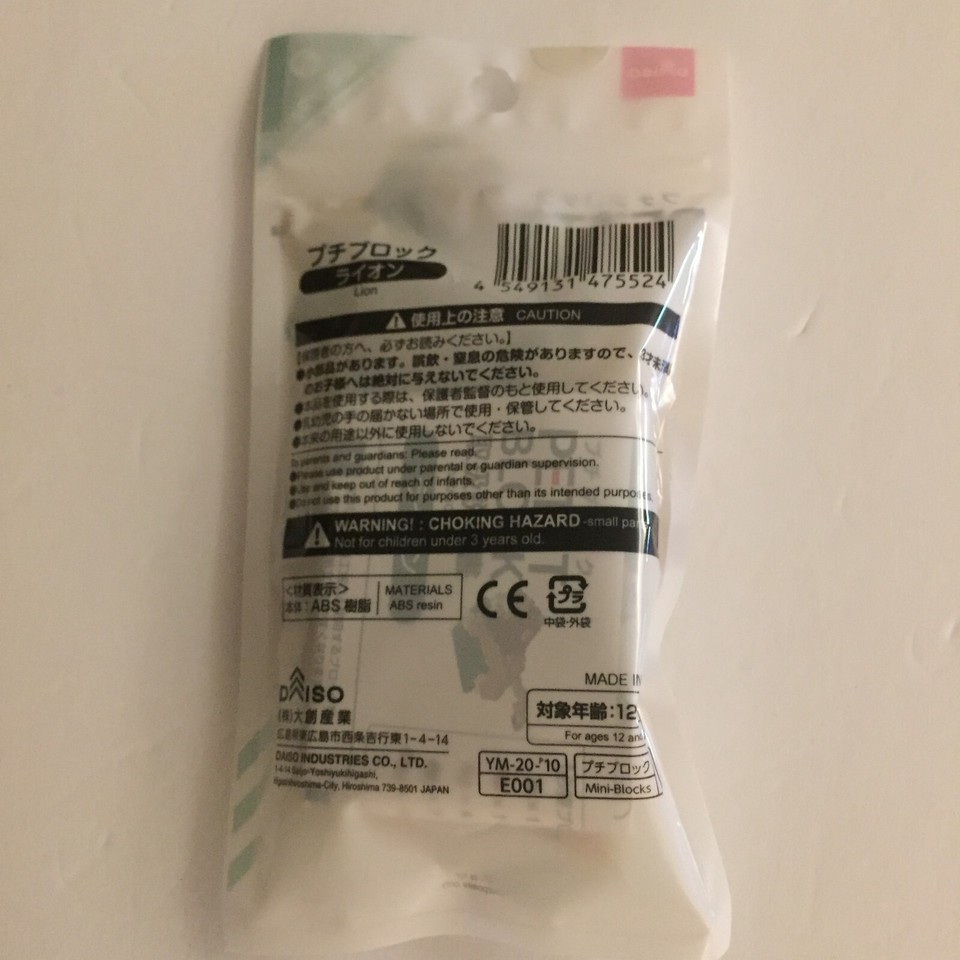 DAISO
プチブロック
ライオン
Lion
4 549131 475524
使用上の注意 CAUTION
【保護者の方へ、必ずお読みください。】
●小部品があります。誤飲・窒息の危険がありますので、3才未満
のお子様へは絶対に与えないでください。
●本品を使用する際は、保護者監督のもと使用してください。
●乳幼児の手の届かない場所で使用・保管してください。
●本来の用途以外に使用しないでください。
To parents and guardians: Please read.
●Please use product under parental or guardian supervision.
●Use and keep out of reach of infants.
●Do not use this product for purposes other than its intended purpose
WARNING! : CHOKING HAZARD -small pa
Not for children under 3 years old.
<材質表示>
本体：ABS 樹脂
MATERIALS
ABS resin
CE
プラ
中袋・外袋
MADE IN
DAISO
(株)大創産業
広島県東広島市西条吉行東1-4-14
DAISO INDUSTRIES CO., LTD.
1-4-14 Saijo-Yoshiyukihigashi,
Higashihiroshima-City, Hiroshima 739-8501 JAPAN
対象年齢:12
For ages 12 and
YM-20-'10
E001
プチブロック
Mini-Blocks